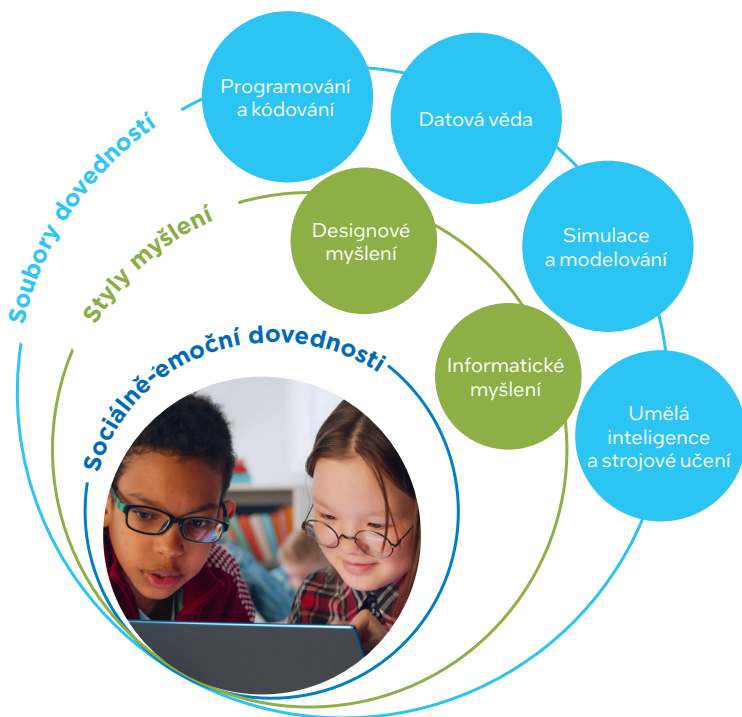 Soubory dovedností
Programování
a kódování
Datová věda
Simulace
a modelování
Umělá
inteligence
a strojové učení
Styly myšlení
Designové
myšlení
Informatické
myšlení
Sociálně-emoční dovednosti